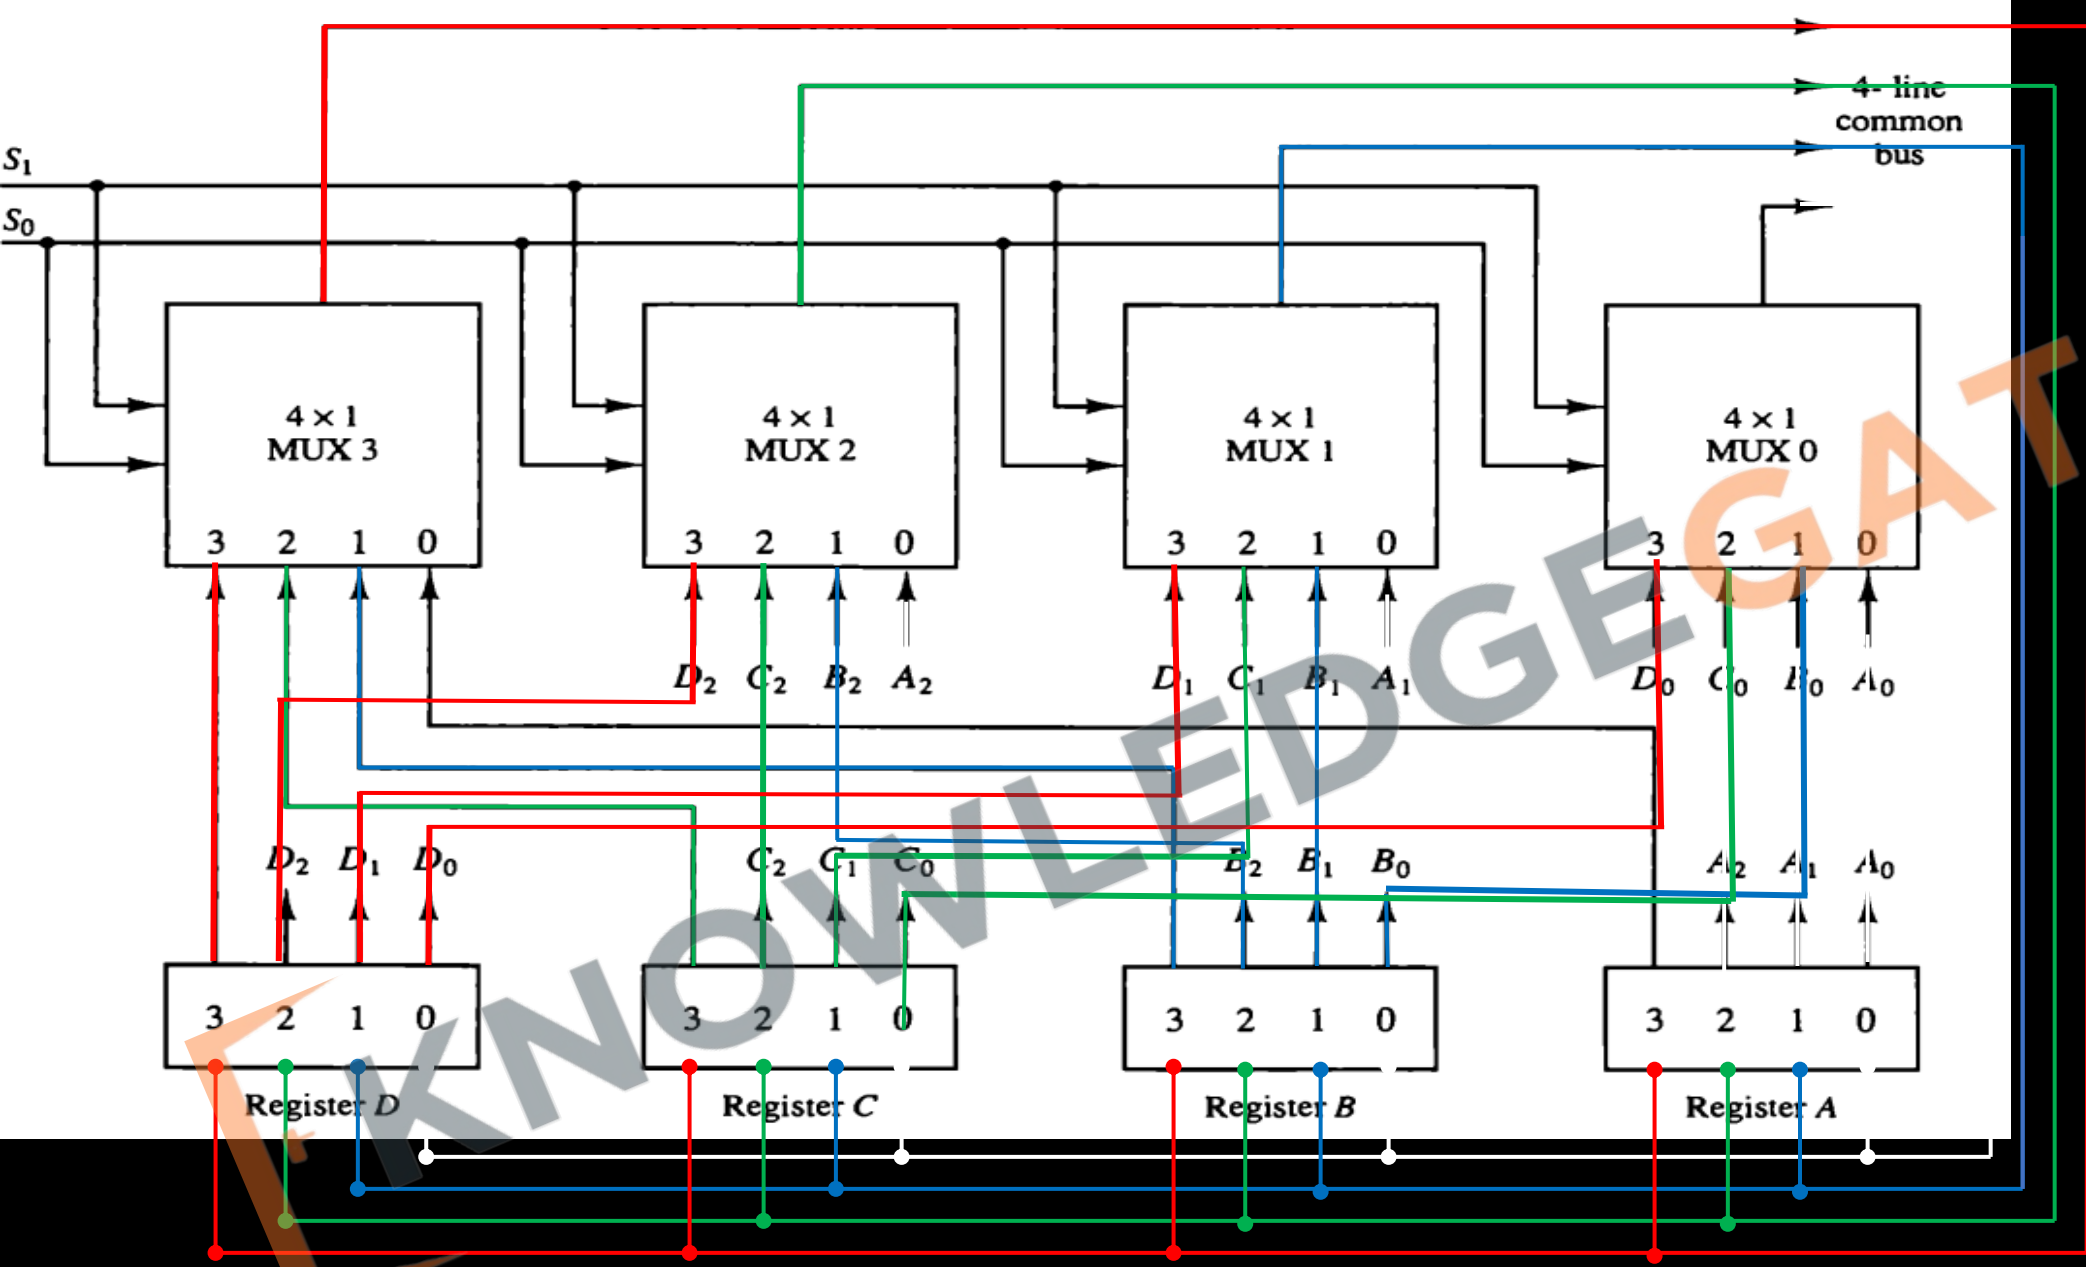 4- line
common
bus
S1
S0
4 × 1
MUX 3
4 × 1
MUX 2
4 × 1
MUX 1
4 × 1
MUX 0
3 2 1 0
3 2 1 0
3 2 1 0
3 2 1 0
D2 C2 B2 A2
D1 C1 B1 A1
D0 C0 B0 A0
D2 D1 D0
C2 C1 C0
B2 B1 B0
A2 A1 A0
3 2 1 0
3 2 1 0
3 2 1 0
3 2 1 0
Register D
Register C
Register B
Register A
KNOWLEDGEGAT